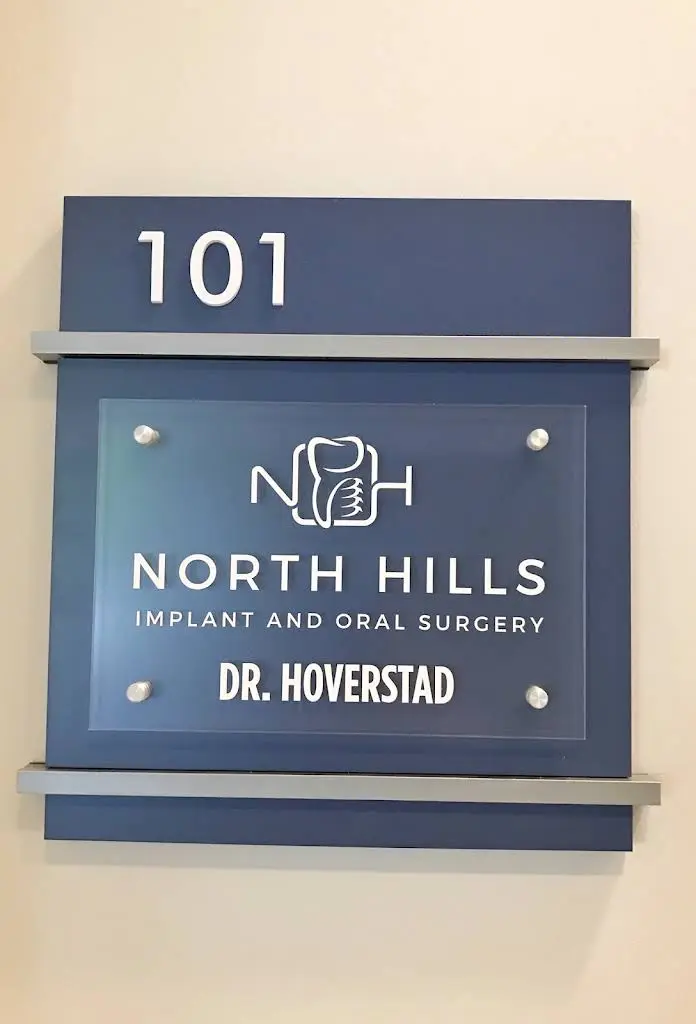 101
NH
NORTH HILLS
IMPLANT AND ORAL SURGERY
DR. HOVERSTAD